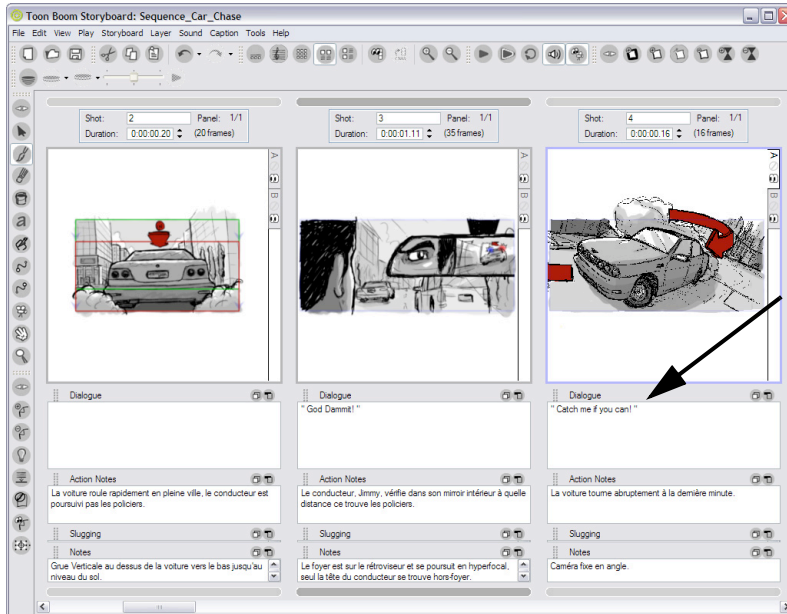 Toon Boom Storyboard: Sequence_Car_Chase
File Edit View Play Storyboard Layer Sound Caption Tools Help
Shot: 2 Panel: 1/1
Duration: 0:00:00.20 (20 frames)
Shot: 3 Panel: 1/1
Duration: 0:00:01.11 (35 frames)
Shot: 4 Panel: 1/1
Duration: 0:00:00.16 (16 frames)
A
B
A
B
A
B
Dialogue
Dialogue
" God Dammit! "
Dialogue
" Catch me if you can! "
Action Notes
La voiture roule rapidement en pleine ville, le conducteur est
poursuivi pas les policiers.
Action Notes
Le conducteur, Jimmy, vérifie dans son mirroir intérieur à quelle
distance ce trouve les policiers.
Action Notes
La voiture tourne abruptement à la dernière minute.
Slugging
Slugging
Slugging
Notes
Grue Verticale au dessus de la voiture vers le bas jusqu'au
niveau du sol.
Notes
Le foyer est sur le rétroviseur et se poursuit en hyperfocal,
seul la tête du conducteur se trouve hors-foyer.
Notes
Caméra fixe en angle.